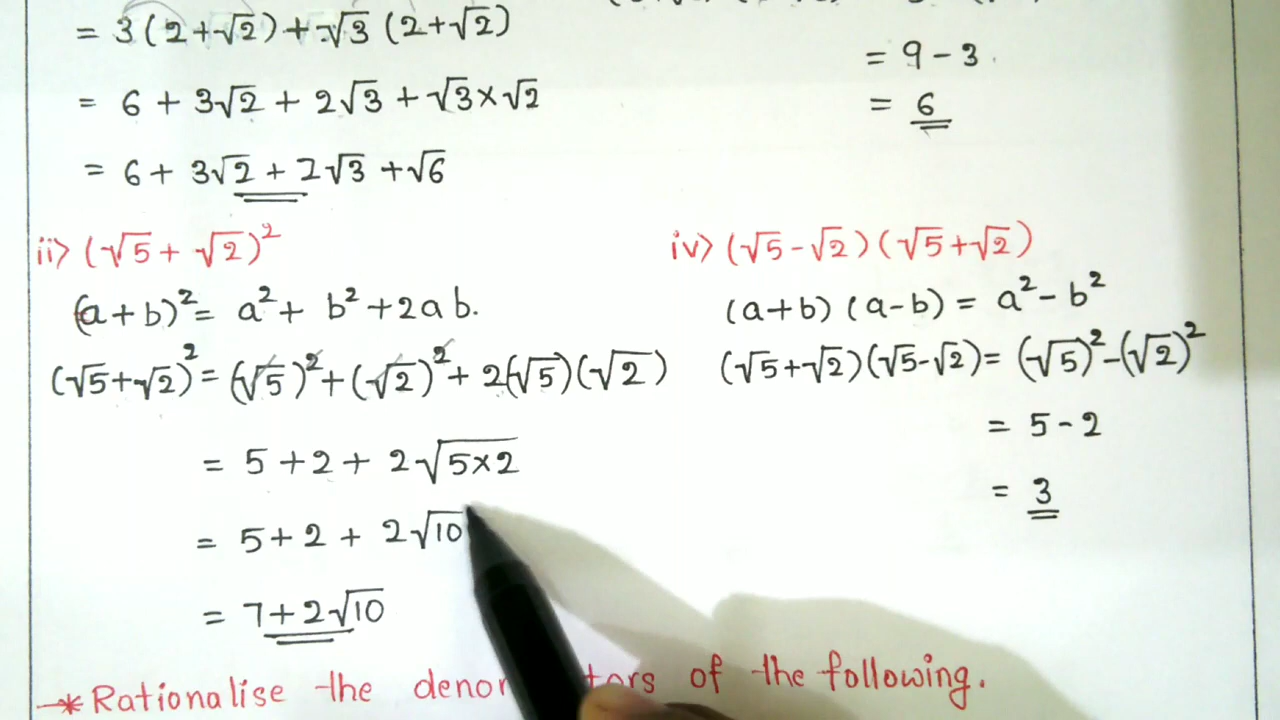 = 3(2+√2)+√3 (2+√2)
= 6 + 3√2 + 2√3 + √3×√2
= 6 + 3√2 + 2√3 + √6
ii> (√5 + √2)²
(a+b)² = a² + b² + 2ab.
(√5+√2)² = (√5)² + (√2)² + 2(√5)(√2)
= 5 + 2 + 2√5×2
= 5 + 2 + 2√10
= 7 + 2√10
= 9 - 3
= 6
iv> (√5-√2)(√5+√2)
(a+b)(a-b) = a² - b²
(√5+√2)(√5-√2) = (√5)² - (√2)²
= 5 - 2
= 3
→* Rationalise the of the following.